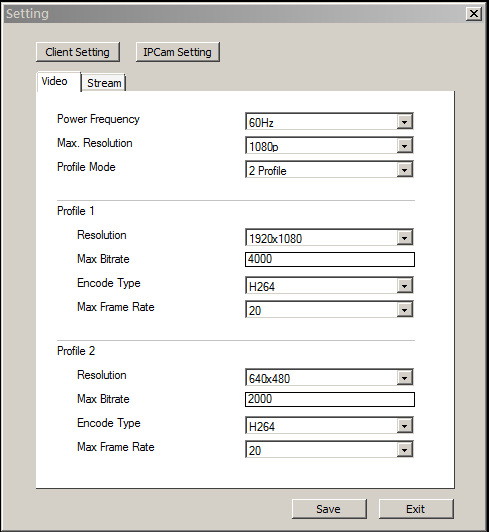 Setting
Client Setting IPCam Setting
Video Stream
Power Frequency 60Hz
Max. Resolution 1080p
Profile Mode 2 Profile
Profile 1
Resolution 1920x1080
Max Bitrate 4000
Encode Type H264
Max Frame Rate 20
Profile 2
Resolution 640x480
Max Bitrate 2000
Encode Type H264
Max Frame Rate 20
Save Exit